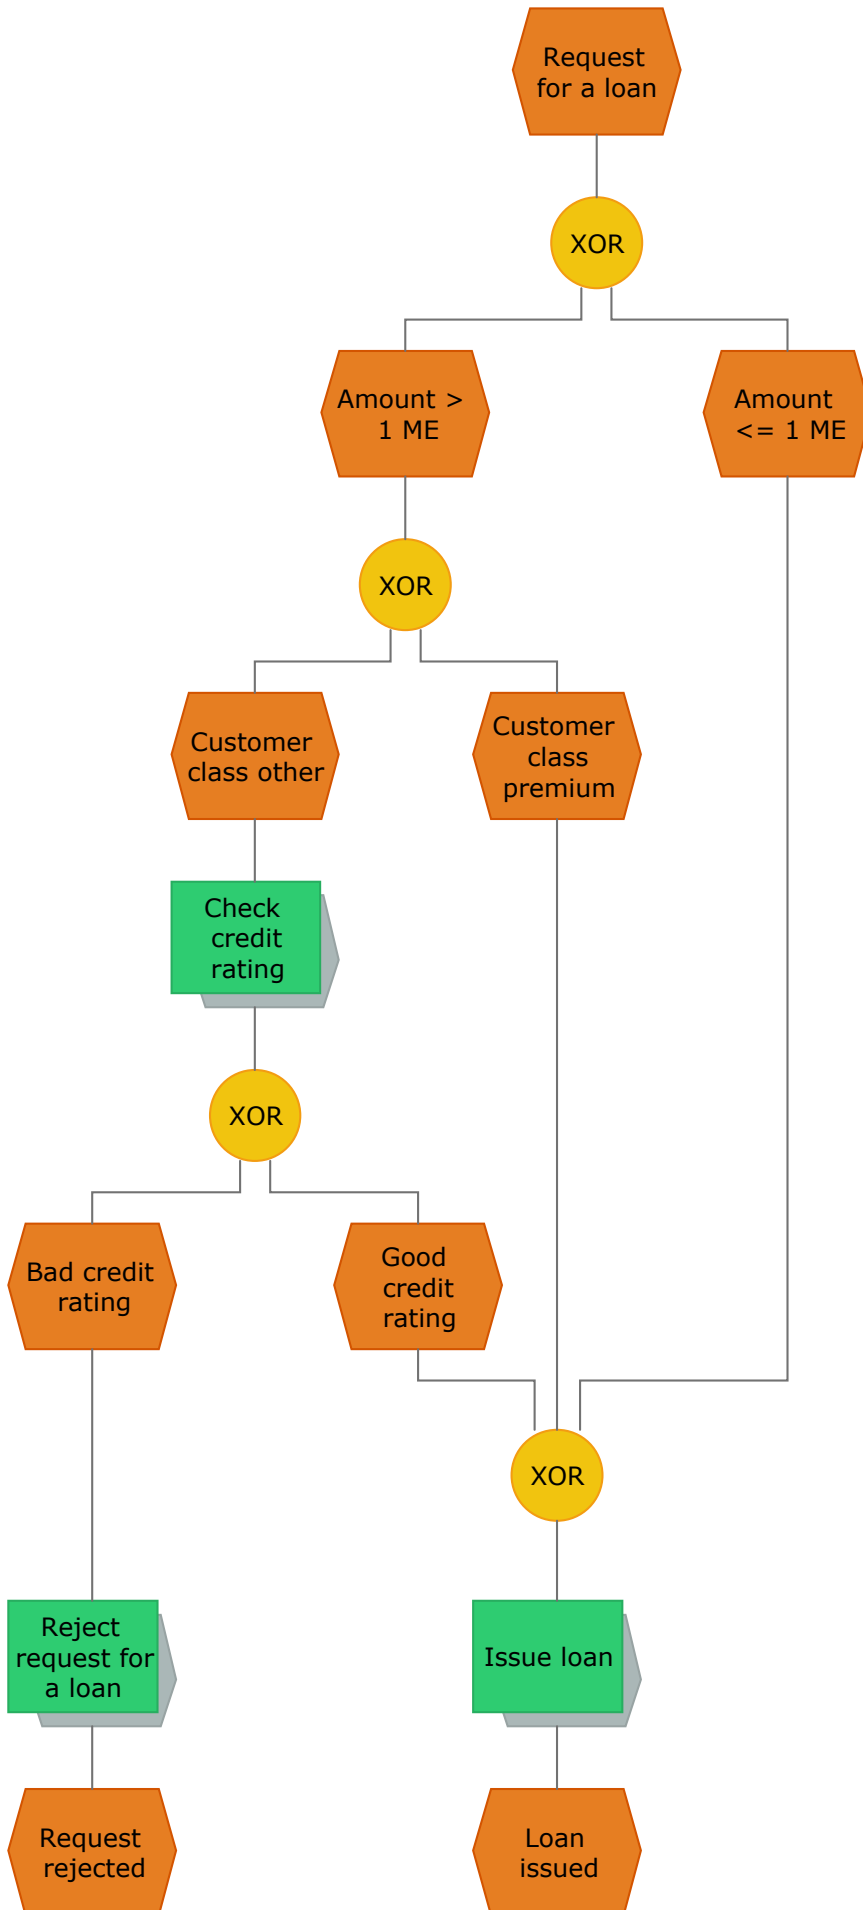 Request
for a loan
XOR
Amount >
1 ME
Amount
<= 1 ME
XOR
Customer
class other
Customer
class
premium
Check
credit
rating
XOR
Bad credit
rating
Good
credit
rating
XOR
Reject
request for
a loan
Issue loan
Request
rejected
Loan
issued